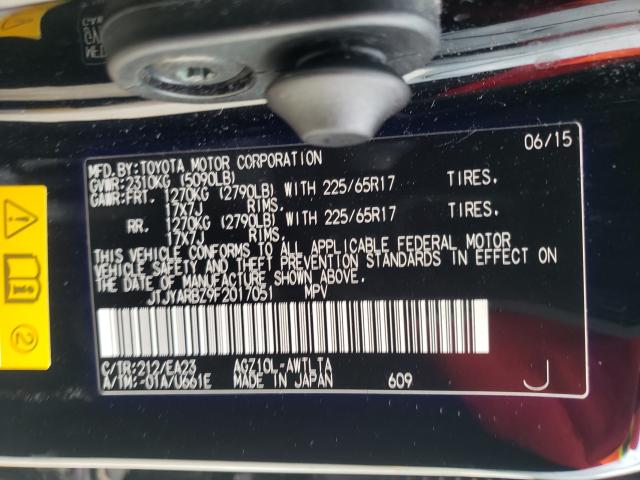 MFD.BY:TOYOTA MOTOR CORPORATION 06/15
GVWR:2310KG (5090LB)
GAWR:FRT. 1270KG (2790LB) WITH 225/65R17 TIRES.
17X7J RIMS.
RR. 1270KG (2790LB) WITH 225/65R17 TIRES.
17X7J RIMS.
THIS VEHICLE CONFORMS TO ALL APPLICABLE FEDERAL MOTOR
VEHICLE SAFETY AND THEFT PREVENTION STANDARDS IN EFFECT ON
THE DATE OF MANUFACTURE SHOWN ABOVE.
JTJYARBZ9F2017051 MPV
C/TR:212/EA23 AGZ10L-AWTLTA
A/TM:-01A/U661E MADE IN JAPAN 609 J
2